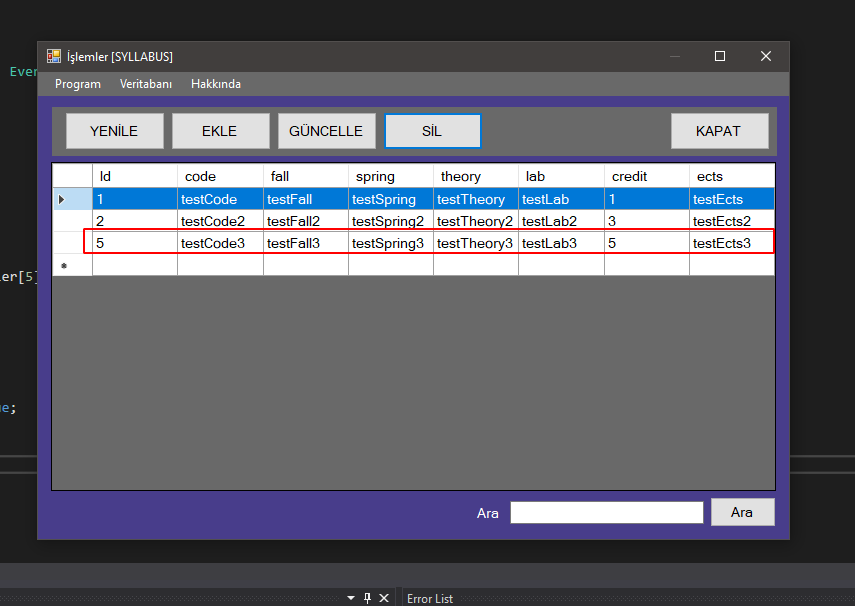 İşlemler [SYLLABUS]
Even
Program Veritabanı Hakkında
YENİLE EKLE GÜNCELLE SİL KAPAT
Id code fall spring theory lab credit ects
1 testCode testFall testSpring testTheory testLab 1 testEcts
2 testCode2 testFall2 testSpring2 testTheory2 testLab2 3 testEcts2
5 testCode3 testFall3 testSpring3 testTheory3 testLab3 5 testEcts3
er[5]
e;
Ara Ara
Error List